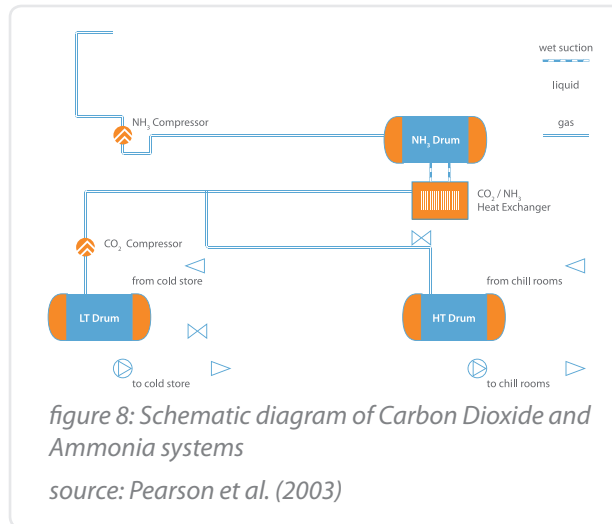 wet suction
liquid
gas
NH₃ Compressor
NH₃ Drum
CO₂ / NH₃
Heat Exchanger
CO₂ Compressor
from cold store
from chill rooms
LT Drum
HT Drum
to cold store
to chill rooms
figure 8: Schematic diagram of Carbon Dioxide and
Ammonia systems
source: Pearson et al. (2003)